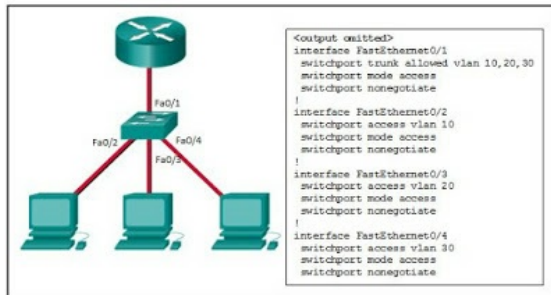 Fa0/1
Fa0/2
Fa0/3
Fa0/4
<output omitted>
interface FastEthernet0/1
switchport trunk allowed vlan 10,20,30
switchport mode access
switchport nonegotiate
!
interface FastEthernet0/2
switchport access vlan 10
switchport mode access
switchport nonegotiate
!
interface FastEthernet0/3
switchport access vlan 20
switchport mode access
switchport nonegotiate
!
interface FastEthernet0/4
switchport access vlan 30
switchport mode access
switchport nonegotiate